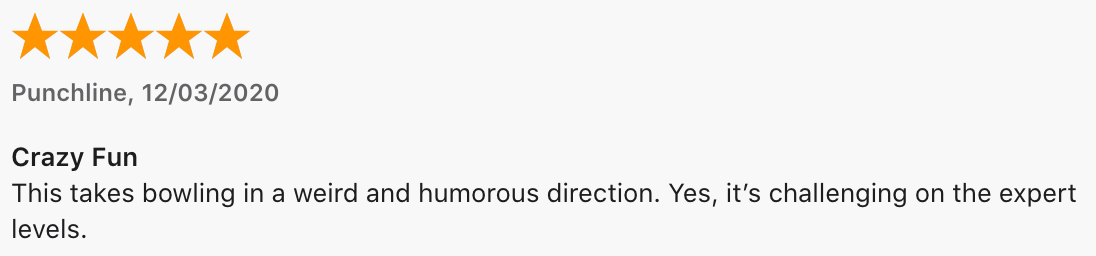 Punchline, 12/03/2020
Crazy Fun
This takes bowling in a weird and humorous direction. Yes, it’s challenging on the expert
levels.